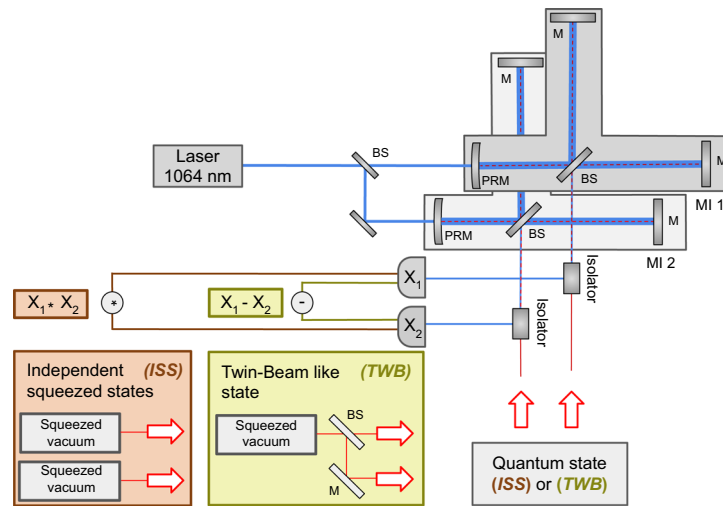 M
M
Laser
1064 nm
BS
PRM
BS
M
MI 1
PRM
BS
M
MI 2
Isolator
Isolator
X1 * X2
*
X1 - X2
-
X1
X2
Independent (ISS)
squeezed states
Squeezed
vacuum
Squeezed
vacuum
Twin-Beam like (TWB)
state
BS
Squeezed
vacuum
M
Quantum state
(ISS) or (TWB)